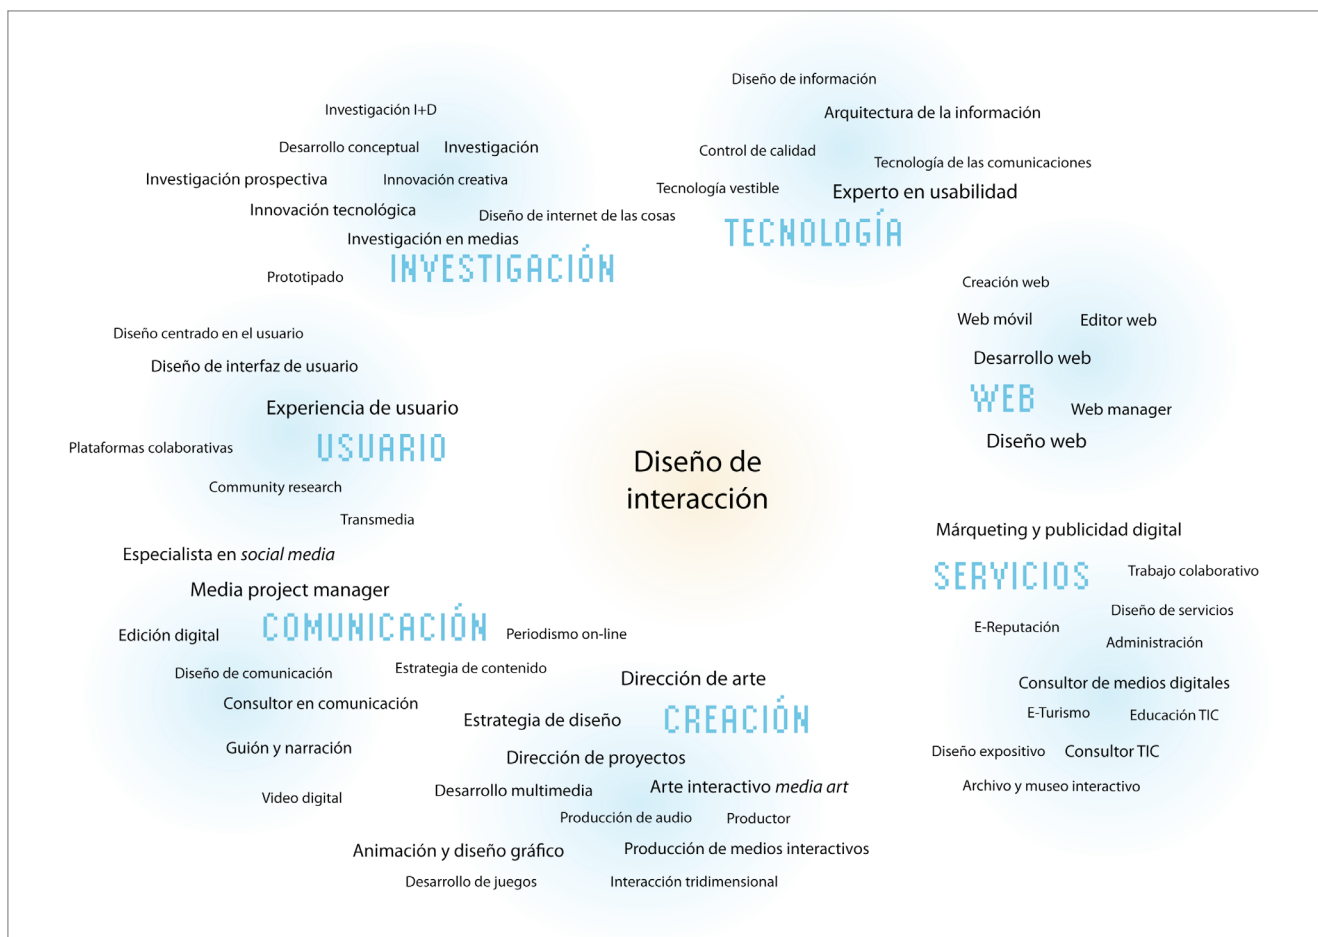 Investigación I+D
Desarrollo conceptual
Investigación
Investigación prospectiva
Innovación creativa
Innovación tecnológica
Diseño de internet de las cosas
Investigación en medias
INVESTIGACIÓN
Prototipado
Diseño de información
Arquitectura de la información
Control de calidad
Tecnología de las comunicaciones
Tecnología vestible
Experto en usabilidad
TECNOLOGÍA
Creación web
Web móvil
Editor web
Desarrollo web
WEB
Web manager
Diseño web
Diseño centrado en el usuario
Diseño de interfaz de usuario
Experiencia de usuario
USUARIO
Plataformas colaborativas
Community research
Transmedia
Diseño de
interacción
Márqueting y publicidad digital
SERVICIOS
Trabajo colaborativo
Diseño de servicios
E-Reputación
Administración
Consultor de medios digitales
E-Turismo
Educación TIC
Diseño expositivo
Consultor TIC
Archivo y museo interactivo
Especialista en social media
Media project manager
COMUNICACIÓN
Edición digital
Periodismo on-line
Estrategia de contenido
Diseño de comunicación
Consultor en comunicación
Guión y narración
Video digital
Dirección de arte
Estrategia de diseño
CREACIÓN
Dirección de proyectos
Desarrollo multimedia
Arte interactivo media art
Producción de audio
Productor
Animación y diseño gráfico
Producción de medios interactivos
Desarrollo de juegos
Interacción tridimensional